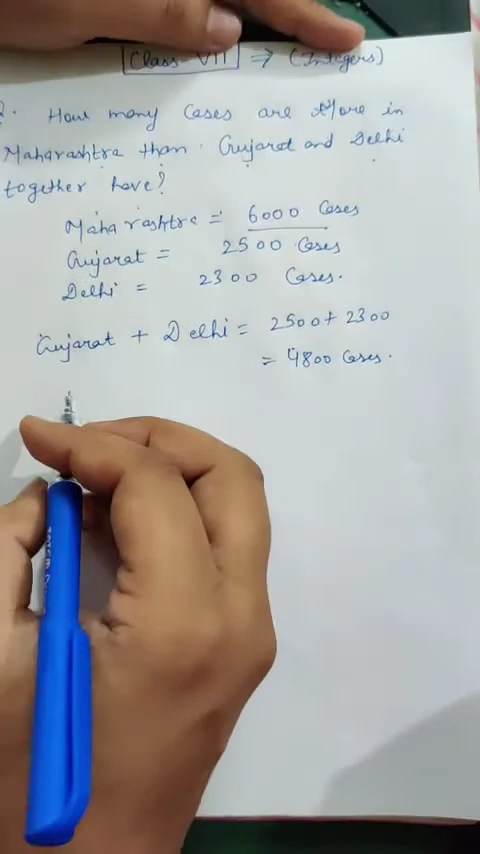 Class-VII ⇒ (Integers)
Q. How many Cases are More in
Maharashtra than Gujarat and Delhi
together have?
Maharashtra = 6000 Cases
Gujarat = 2500 Cases
Delhi = 2300 Cases.
Gujarat + Delhi = 2500 + 2300
= 4800 Cases.